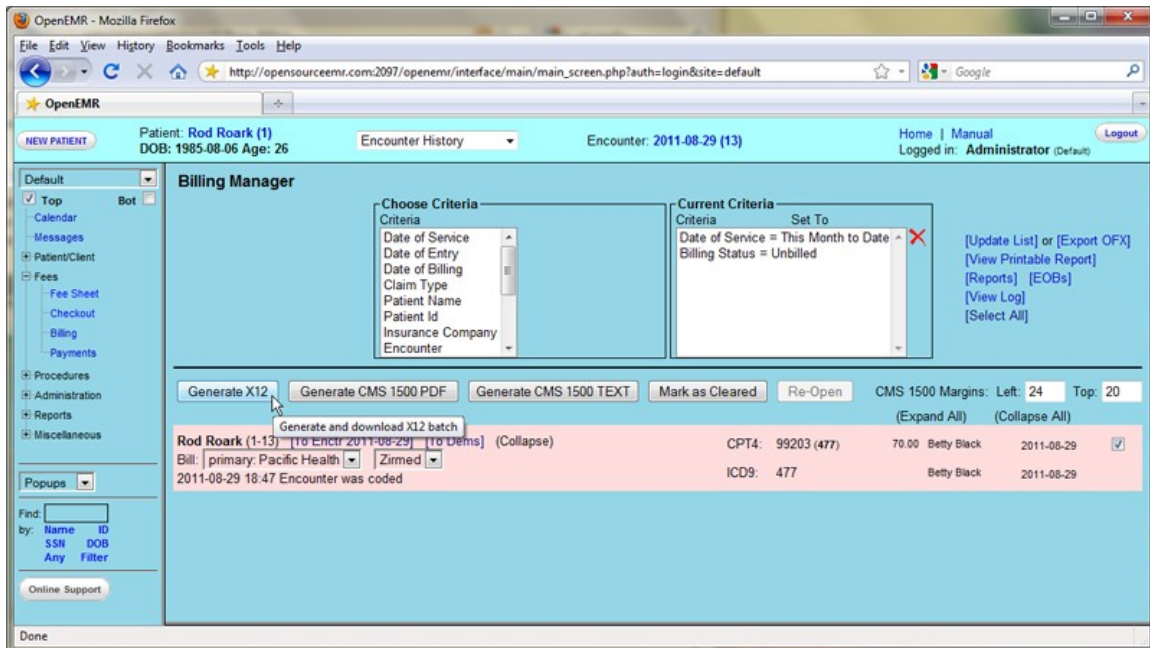 OpenEMR - Mozilla Firefox
File Edit View History Bookmarks Tools Help
http://opensourceemr.com:2097/openemr/interface/main/main_screen.php?auth=login&site=default
Google
OpenEMR
NEW PATIENT
Patient: Rod Roark (1)
DOB: 1985-08-06 Age: 26
Encounter History
Encounter: 2011-08-29 (13)
Home | Manual
Logged in: Administrator (Default)
Logout
Default
Top Bot
Calendar
Messages
Patient/Client
Fees
Fee Sheet
Checkout
Billing
Payments
Procedures
Administration
Reports
Miscellaneous
Popups
Find:
by: Name ID
SSN DOB
Any Filter
Online Support
Billing Manager
Choose Criteria
Criteria
Date of Service
Date of Entry
Date of Billing
Claim Type
Patient Name
Patient Id
Insurance Company
Encounter
Current Criteria
Criteria Set To
Date of Service = This Month to Date
Billing Status = Unbilled
[Update List] or [Export OFX]
[View Printable Report]
[Reports] [EOBs]
[View Log]
[Select All]
Generate X12 Generate CMS 1500 PDF Generate CMS 1500 TEXT Mark as Cleared Re-Open CMS 1500 Margins: Left: 24 Top: 20
(Expand All) (Collapse All)
Generate and download X12 batch
Rod Roark (1-13) [To Enctr 2011-08-29] [To Dems] (Collapse) CPT4: 99203 (477) 70.00 Betty Black 2011-08-29
Bill: primary: Pacific Health Zirmed
2011-08-29 18:47 Encounter was coded ICD9: 477 Betty Black 2011-08-29
Done